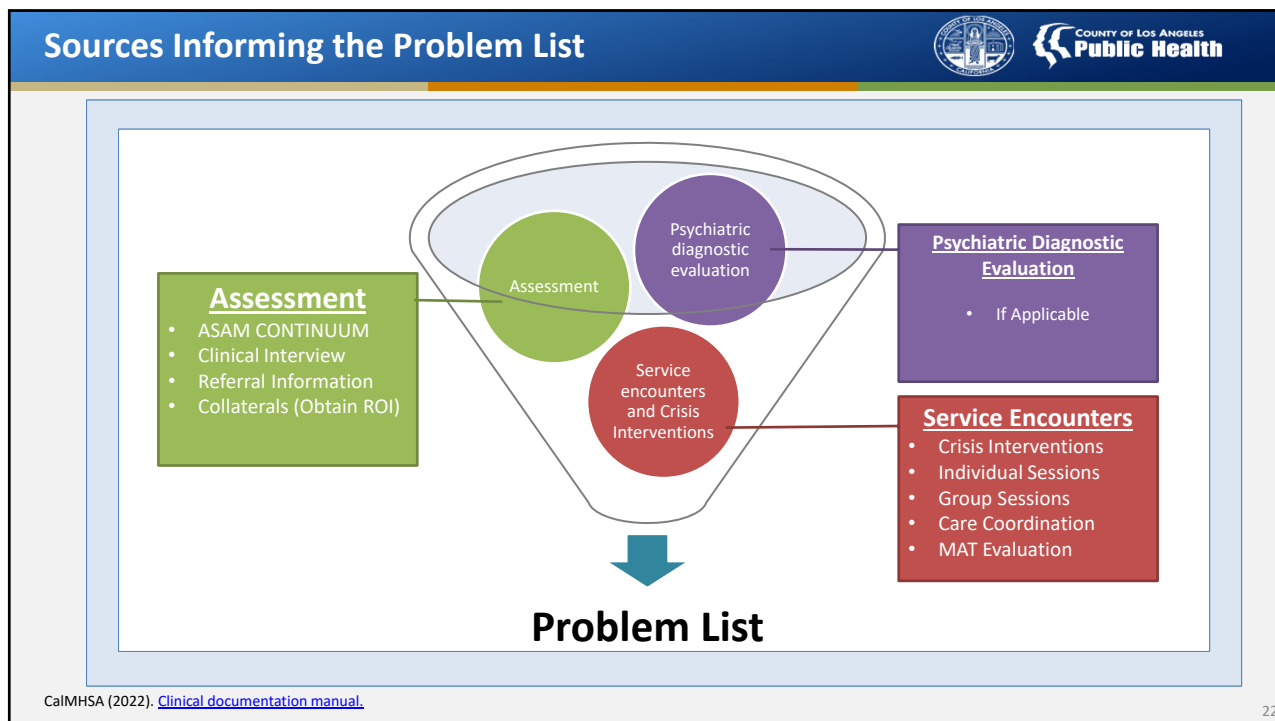 Sources Informing the Problem List
COUNTY OF LOS ANGELES
Public Health
Psychiatric
diagnostic
evaluation
Assessment
Service
encounters
and Crisis
Interventions
Assessment
• ASAM CONTINUUM
• Clinical Interview
• Referral Information
• Collaterals (Obtain ROI)
Psychiatric Diagnostic
Evaluation
• If Applicable
Service Encounters
• Crisis Interventions
• Individual Sessions
• Group Sessions
• Care Coordination
• MAT Evaluation
Problem List
CalMHSA (2022). Clinical documentation manual.
22